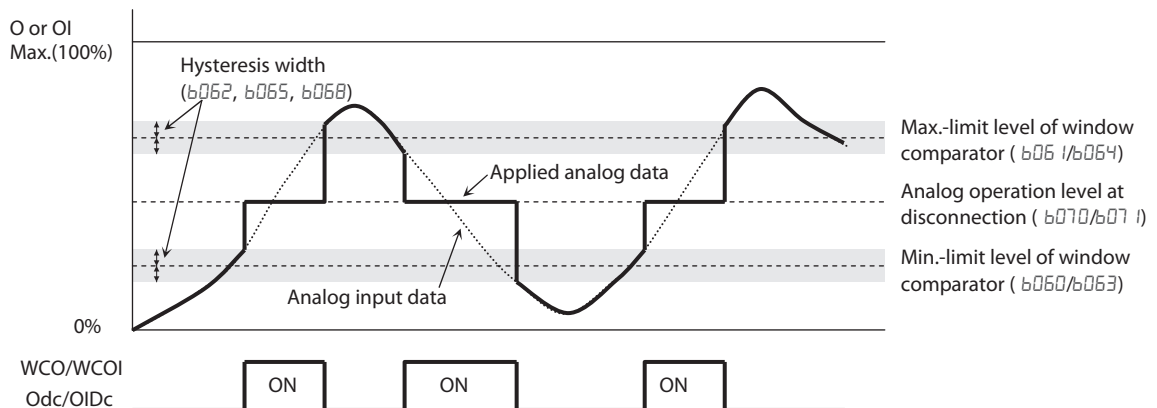 O or OI
Max.(100%)
Hysteresis width
(b062, b065, b068)
Max.-limit level of window
comparator ( b061/b064)
Applied analog data
Analog operation level at
disconnection ( b070/b071)
Min.-limit level of window
comparator ( b060/b063)
Analog input data
0%
WCO/WCOI
Odc/OIDc
ON
ON
ON